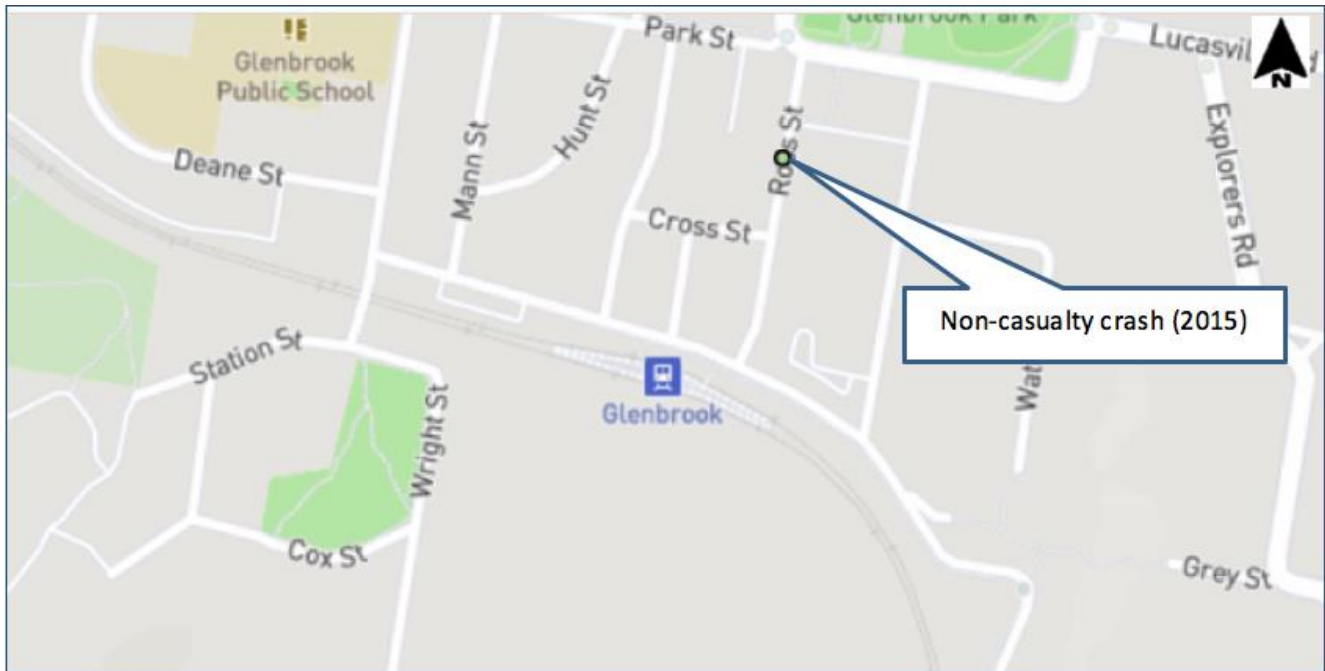 Glenbrook Park
Park St
Lucasvil
N
Glenbrook
Public School
Hunt St
Ross St
Explorers Rd
Deane St
Mann St
Cross St
Non-casualty crash (2015)
Station St
Wat
Glenbrook
Wright St
Cox St
Grey St